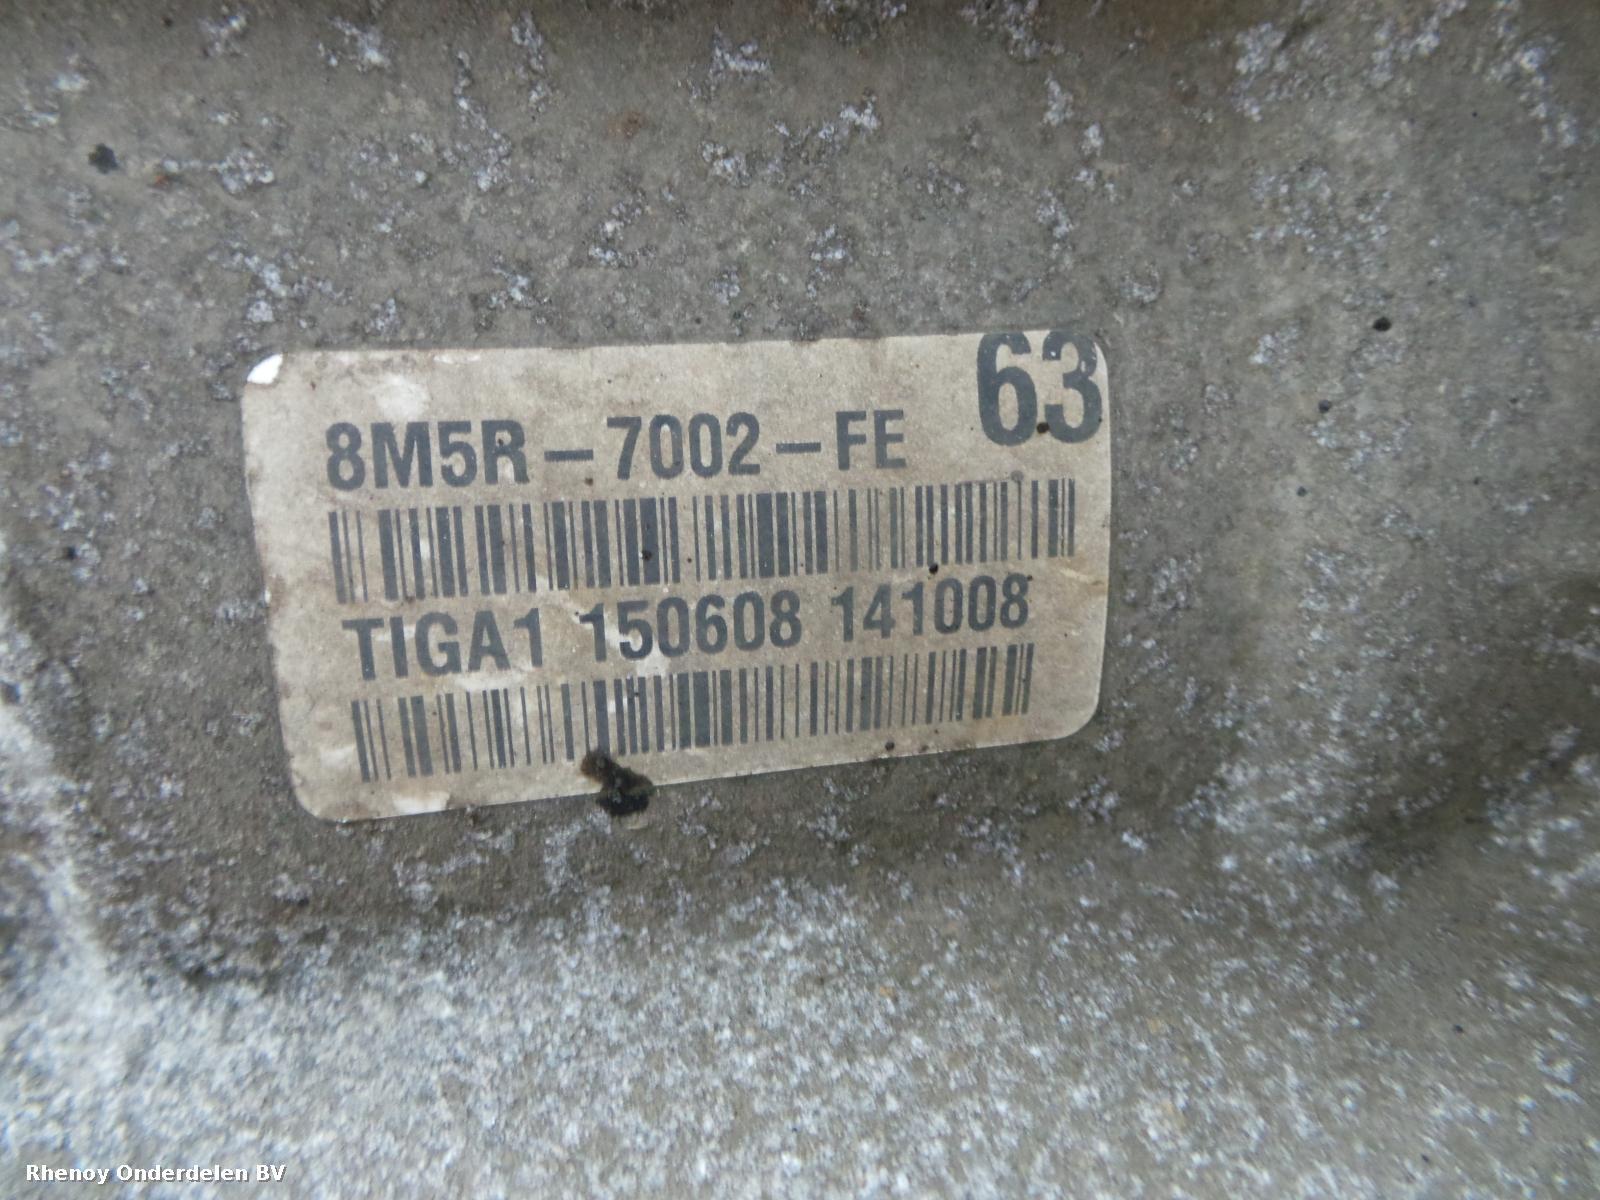 63
8M5R-7002-FE
TIGA1 150608 141008
Rhenoy Onderdelen BV